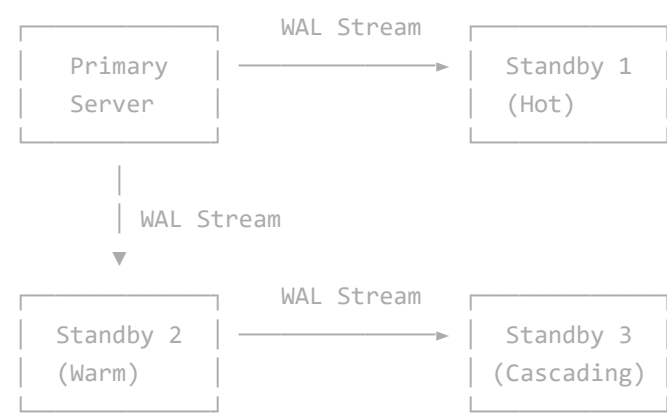 WAL Stream
Primary
Server
Standby 1
(Hot)
WAL Stream
WAL Stream
Standby 2
(Warm)
Standby 3
(Cascading)